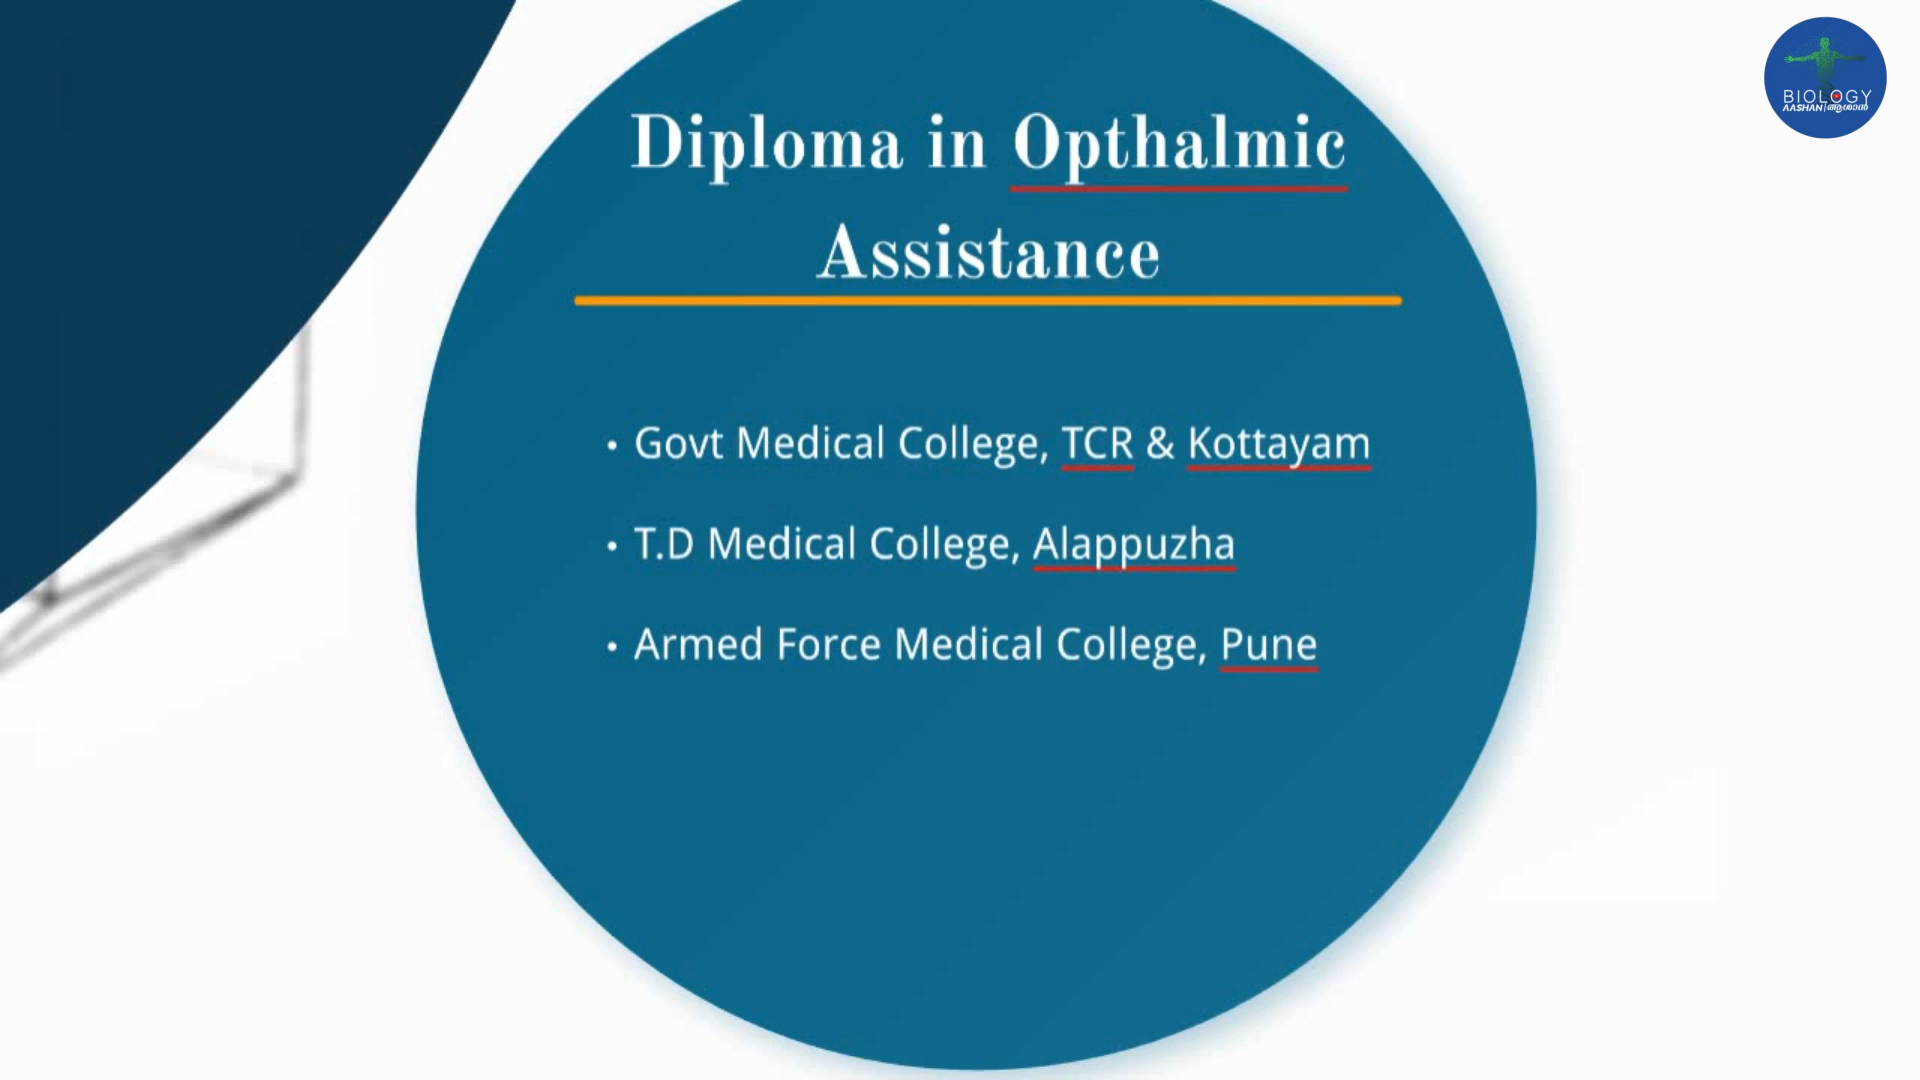 Diploma in Opthalmic
Assistance
• Govt Medical College, TCR & Kottayam
• T.D Medical College, Alappuzha
• Armed Force Medical College, Pune
BIOLOGY
AASHAN|ആശാൻ